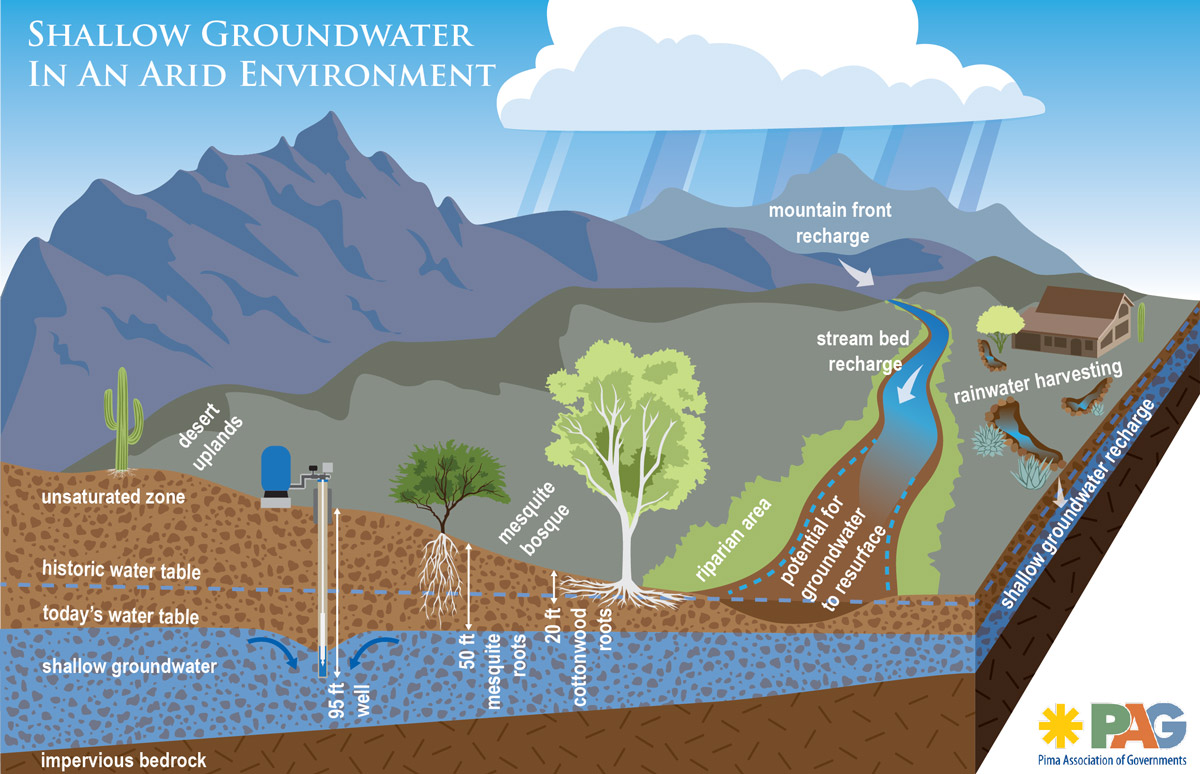 SHALLOW GROUNDWATER
IN AN ARID ENVIRONMENT
mountain front
recharge
stream bed
recharge
rainwater harvesting
desert
uplands
unsaturated zone
mesquite
bosque
riparian area
potential for
groundwater
to resurface
shallow groundwater recharge
historic water table
today's water table
shallow groundwater
95 ft
well
50 ft
mesquite
roots
20 ft
cottonwood
roots
impervious bedrock
PAG
Pima Association of Governments